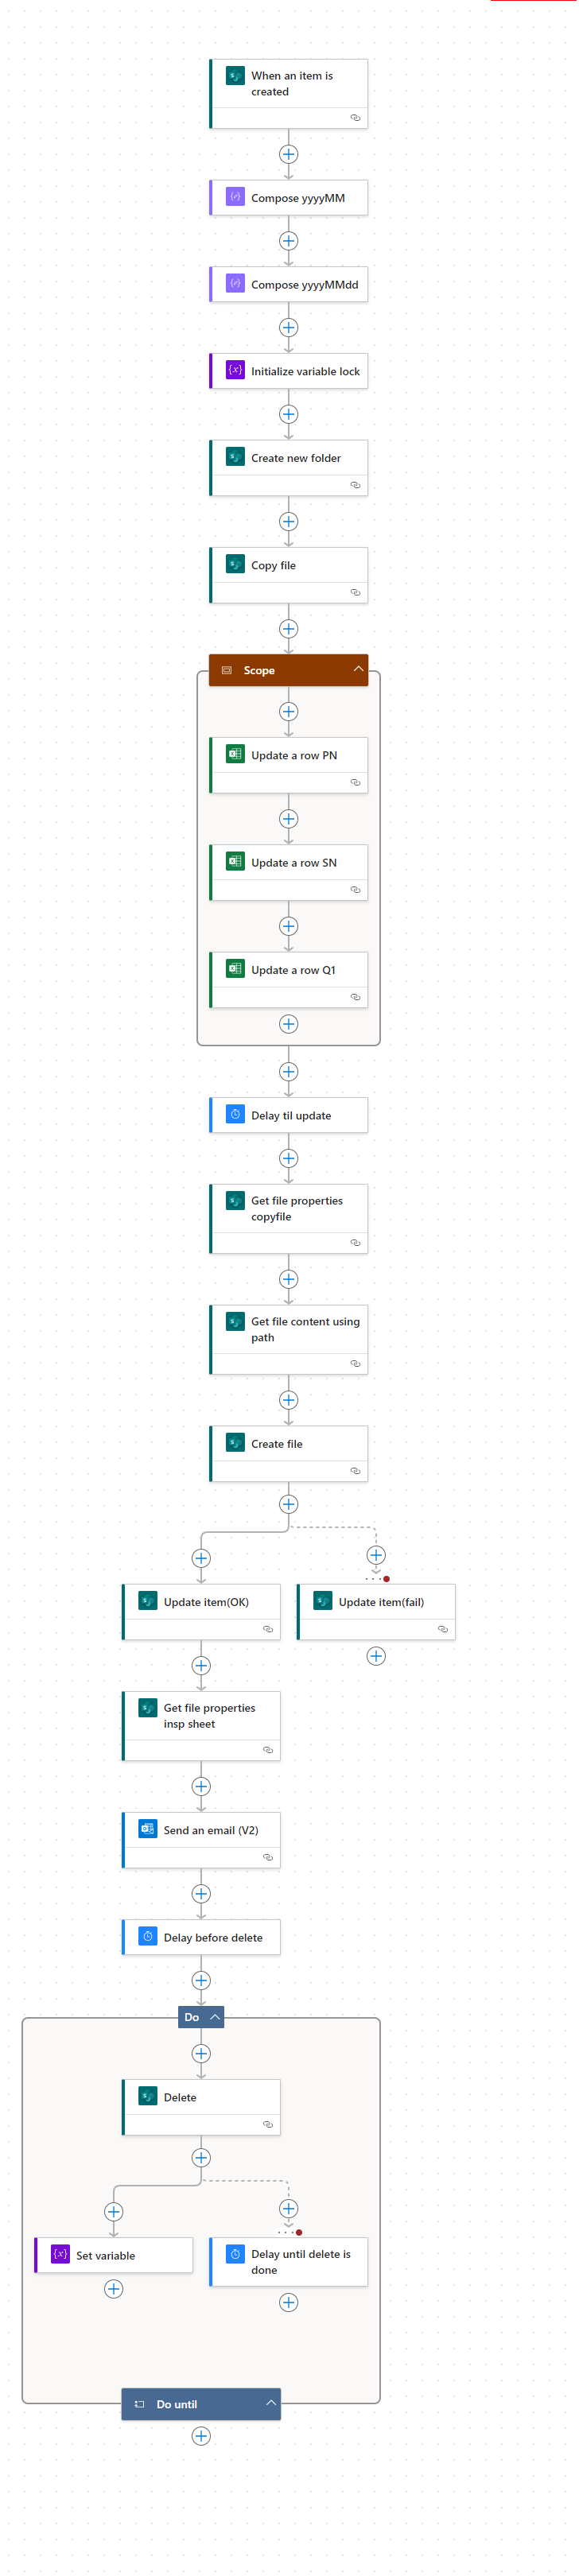 When an item is
created
Compose yyyyMM
Compose yyyyMMdd
Initialize variable lock
Create new folder
Copy file
Scope
Update a row PN
Update a row SN
Update a row Q1
Delay til update
Get file properties
copyfile
Get file content using
path
Create file
Update item(OK)
Update item(fail)
Get file properties
insp sheet
Send an email (V2)
Delay before delete
Do
Delete
Set variable
Delay until delete is
done
Do until